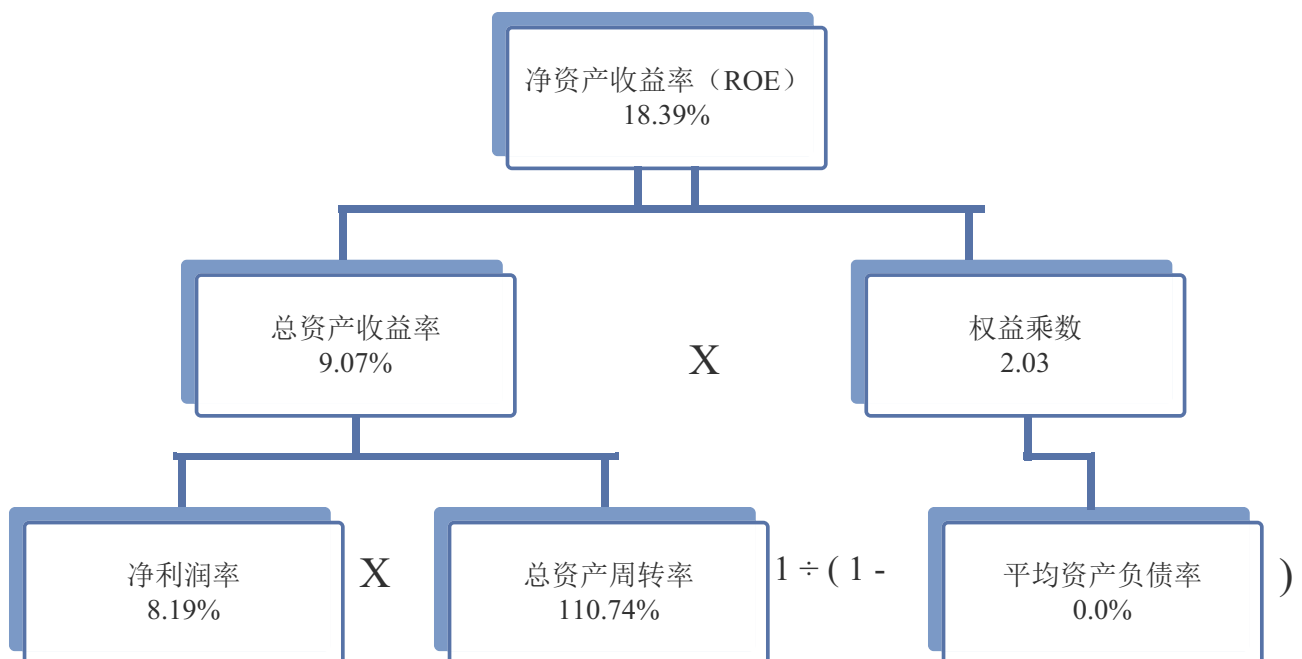 净资产收益率（ROE）
18.39%
总资产收益率
9.07%
X
权益乘数
2.03
净利润率
8.19%
X
总资产周转率
110.74%
1 ÷ ( 1 -
平均资产负债率
0.0%
)